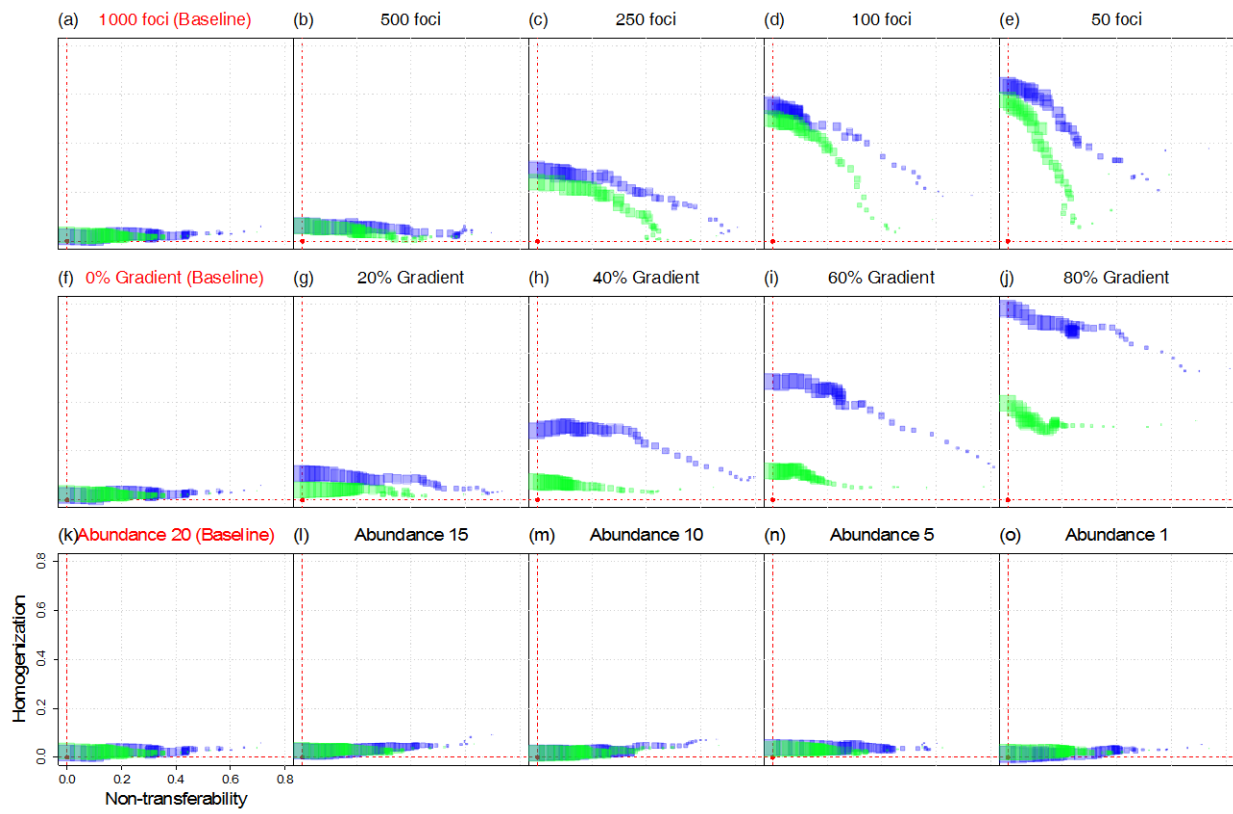 (a) 1000 foci (Baseline)
(b) 500 foci
(c) 250 foci
(d) 100 foci
(e) 50 foci
(f) 0% Gradient (Baseline)
(g) 20% Gradient
(h) 40% Gradient
(i) 60% Gradient
(j) 80% Gradient
(k) Abundance 20 (Baseline)
(l) Abundance 15
(m) Abundance 10
(n) Abundance 5
(o) Abundance 1
Homogenization
0.8
0.6
0.4
0.2
0.0
0.0 0.2 0.4 0.6 0.8
Non-transferability